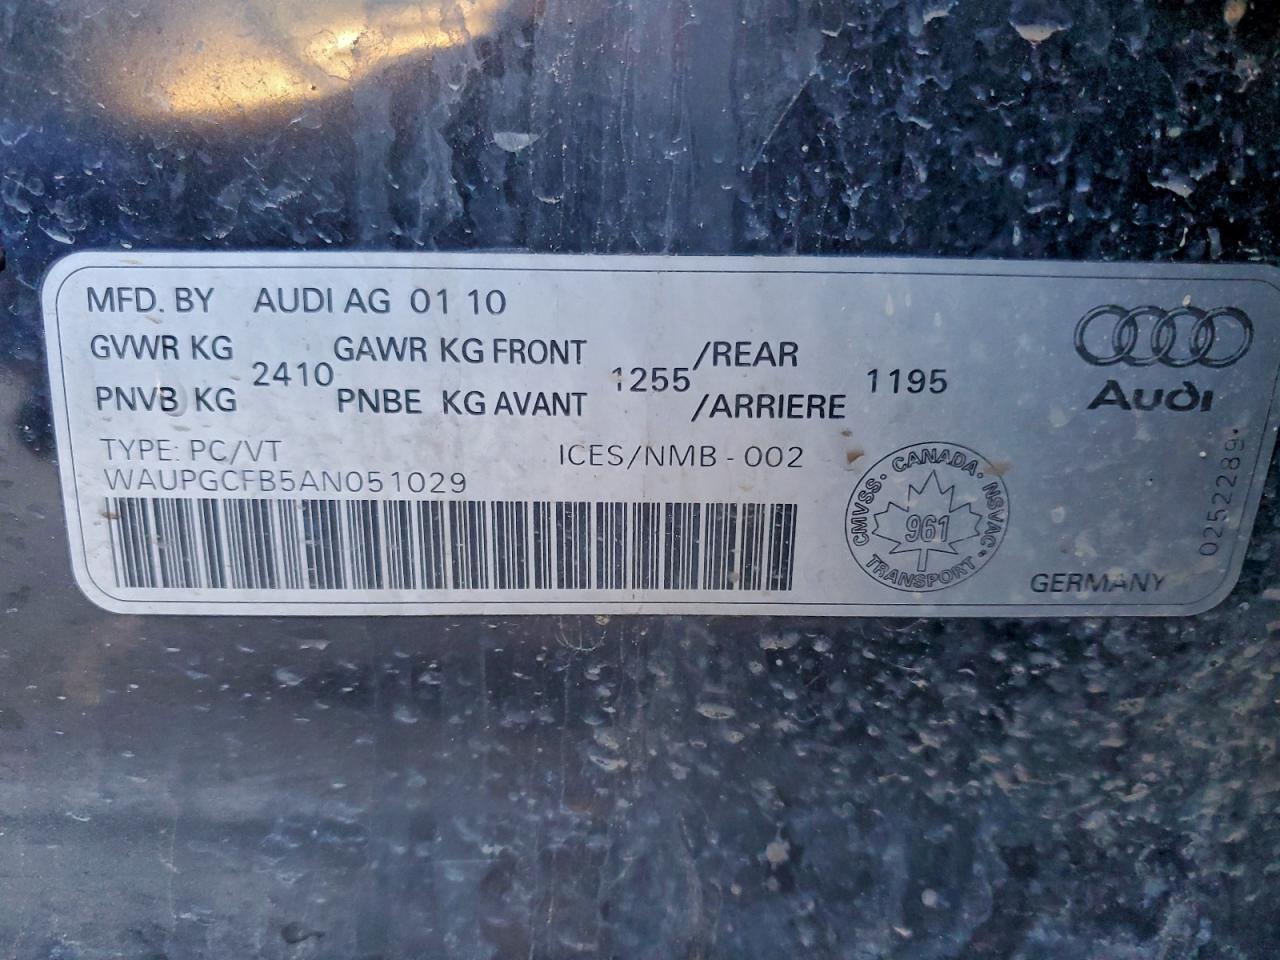 MFD. BY AUDI AG 01 10
GVWR KG GAWR KG FRONT /REAR
2410 1255 1195
PNVB KG PNBE KG AVANT /ARRIERE
TYPE: PC/VT ICES/NMB - 002
WAUPGCFB5AN051029
CMVSS · CANADA · NSVAC ·
961
TRANSPORT
Audi
0252289
GERMANY